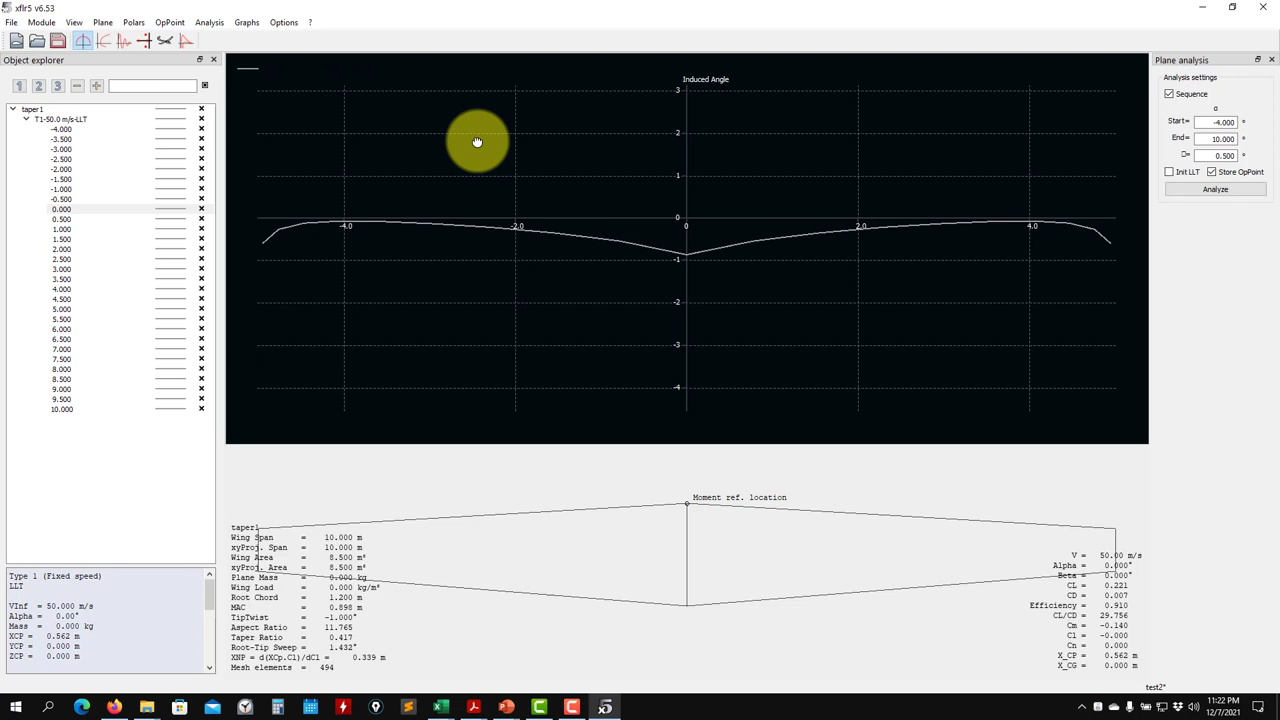 xflr5 v6.53
File Module View Plane Polars OpPoint Analysis Graphs Options ?
Object explorer
1 2 3
taper1
T1-50.0 m/s-LLT
-4.000
-3.500
-3.000
-2.500
-2.000
-1.500
-1.000
-0.500
0.000
0.500
1.000
1.500
2.000
2.500
3.000
3.500
4.000
4.500
5.000
5.500
6.000
6.500
7.000
7.500
8.000
8.500
9.000
9.500
10.000
Type 1 (Fixed speed)
LLT
VInf = 50.000 m/s
Alpha = 0.00°
Mass = 0.000 kg
XCP = 0.562 m
YCP = 0.000 m
ZCP = 0.000 m
Induced Angle
3
2
1
0
-4.0 -2.0 0 2.0 4.0
-1
-2
-3
-4
Moment ref. location
taper1
Wing Span = 10.000 m
xyProj. Span = 10.000 m
Wing Area = 8.500 m²
xyProj. Area = 8.500 m²
Plane Mass = 0.000 kg
Wing Load = 0.000 kg/m²
Root Chord = 1.200 m
MAC = 0.898 m
TipTwist = -1.000°
Aspect Ratio = 11.765
Taper Ratio = 0.417
Root-Tip Sweep = 1.432°
XNP = d(XCp.Cl)/dCl = 0.339 m
Mesh elements = 494
V = 50.00 m/s
Alpha = 0.000°
Beta = 0.000°
CL = 0.221
CD = 0.007
Efficiency = 0.910
CL/CD = 29.756
Cm = -0.140
Cl = -0.000
Cn = 0.000
X_CP = 0.562 m
X_CG = 0.000 m
Plane analysis
Analysis settings
Sequence
α
Start= -4.000 °
End= 10.000 °
= 0.500 °
Init LLT Store OpPoint
Analyze
test2*
11:22 PM
12/7/2021